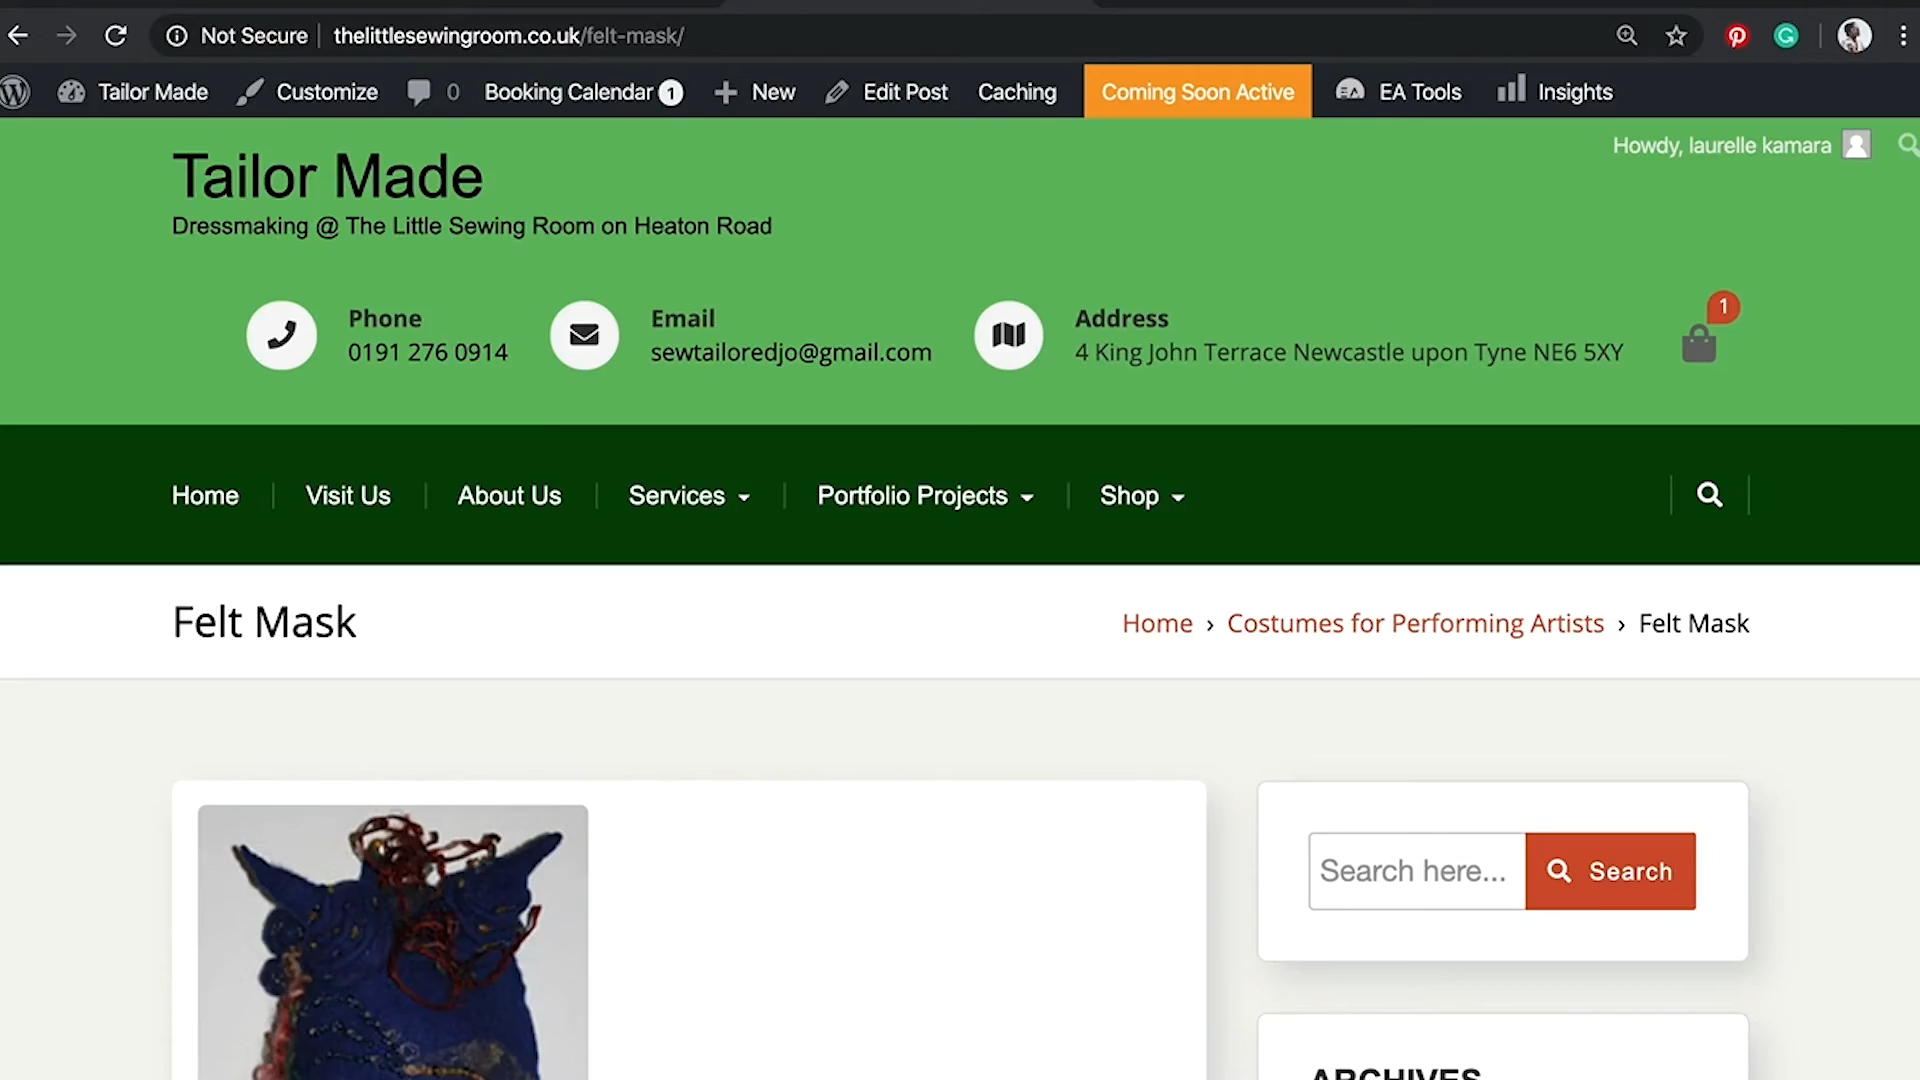 Not Secure thelittlesewingroom.co.uk/felt-mask/
Tailor Made Customize 0 Booking Calendar 1 New Edit Post Caching Coming Soon Active EA Tools Insights
Howdy, laurelle kamara
Tailor Made
Dressmaking @ The Little Sewing Room on Heaton Road
Phone
0191 276 0914
Email
sewtailoredjo@gmail.com
Address
4 King John Terrace Newcastle upon Tyne NE6 5XY
1
Home Visit Us About Us Services Portfolio Projects Shop
Felt Mask
Home › Costumes for Performing Artists › Felt Mask
Search here... Search
ARCHIVES